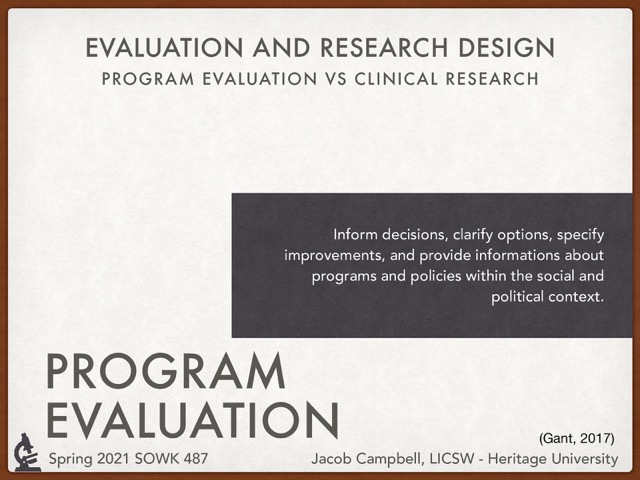 EVALUATION AND RESEARCH DESIGN
PROGRAM EVALUATION VS CLINICAL RESEARCH
Inform decisions, clarify options, specify
improvements, and provide informations about
programs and policies within the social and
political context.
PROGRAM
EVALUATION
(Gant, 2017)
Spring 2021 SOWK 487
Jacob Campbell, LICSW - Heritage University